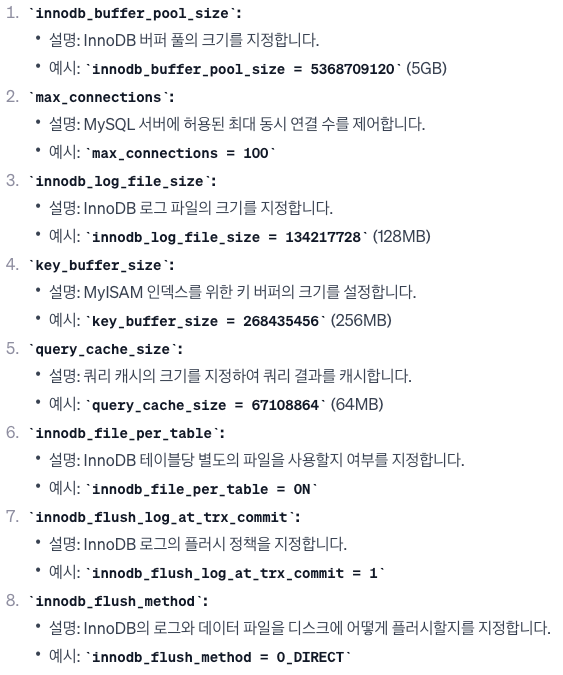 1. `innodb_buffer_pool_size`:
• 설명: InnoDB 버퍼 풀의 크기를 지정합니다.
• 예시: `innodb_buffer_pool_size = 5368709120` (5GB)
2. `max_connections`:
• 설명: MySQL 서버에 허용된 최대 동시 연결 수를 제어합니다.
• 예시: `max_connections = 100`
3. `innodb_log_file_size`:
• 설명: InnoDB 로그 파일의 크기를 지정합니다.
• 예시: `innodb_log_file_size = 134217728` (128MB)
4. `key_buffer_size`:
• 설명: MyISAM 인덱스를 위한 키 버퍼의 크기를 설정합니다.
• 예시: `key_buffer_size = 268435456` (256MB)
5. `query_cache_size`:
• 설명: 쿼리 캐시의 크기를 지정하여 쿼리 결과를 캐시합니다.
• 예시: `query_cache_size = 67108864` (64MB)
6. `innodb_file_per_table`:
• 설명: InnoDB 테이블당 별도의 파일을 사용할지 여부를 지정합니다.
• 예시: `innodb_file_per_table = ON`
7. `innodb_flush_log_at_trx_commit`:
• 설명: InnoDB 로그의 플러시 정책을 지정합니다.
• 예시: `innodb_flush_log_at_trx_commit = 1`
8. `innodb_flush_method`:
• 설명: InnoDB의 로그와 데이터 파일을 디스크에 어떻게 플러시할지를 지정합니다.
• 예시: `innodb_flush_method = O_DIRECT`